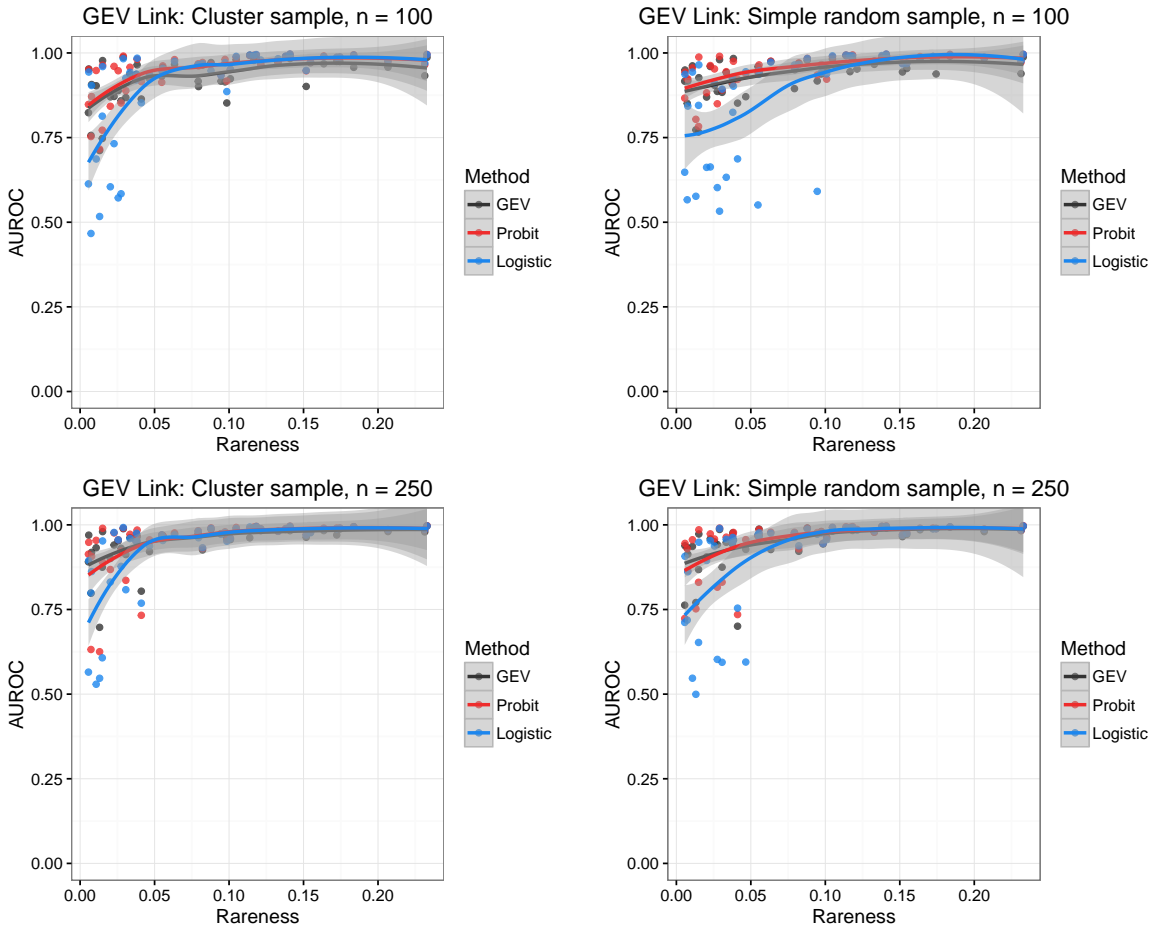 GEV Link: Cluster sample, n = 100
1.00
0.75
0.50
0.25
0.00
AUROC
0.00 0.05 0.10 0.15 0.20
Rareness
Method
GEV
Probit
Logistic
GEV Link: Simple random sample, n = 100
1.00
0.75
0.50
0.25
0.00
AUROC
0.00 0.05 0.10 0.15 0.20
Rareness
Method
GEV
Probit
Logistic
GEV Link: Cluster sample, n = 250
1.00
0.75
0.50
0.25
0.00
AUROC
0.00 0.05 0.10 0.15 0.20
Rareness
Method
GEV
Probit
Logistic
GEV Link: Simple random sample, n = 250
1.00
0.75
0.50
0.25
0.00
AUROC
0.00 0.05 0.10 0.15 0.20
Rareness
Method
GEV
Probit
Logistic